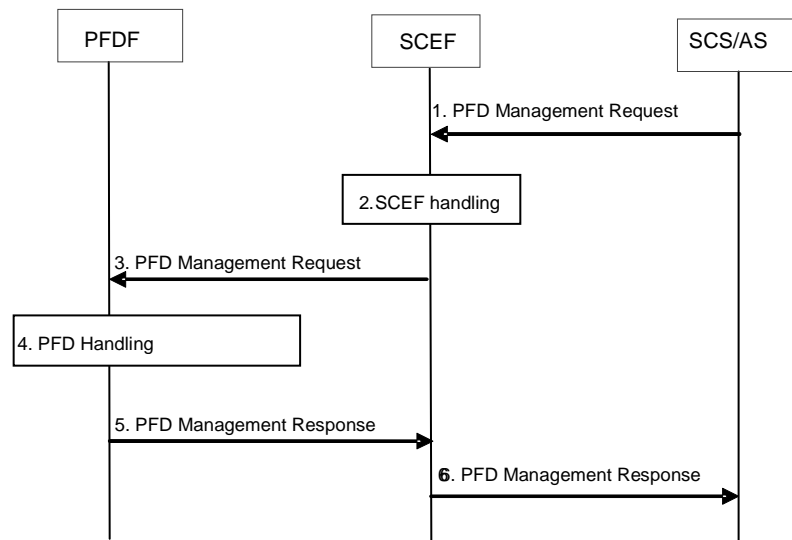 PFDF
SCEF
SCS/AS
1. PFD Management Request
2.SCEF handling
3. PFD Management Request
4. PFD Handling
5. PFD Management Response
6. PFD Management Response